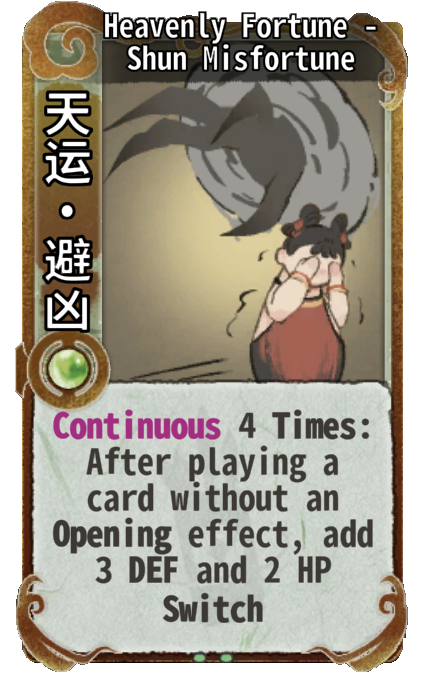 Heavenly Fortune -
Shun Misfortune
天运·避凶
Continuous 4 Times:
After playing a
card without an
Opening effect, add
3 DEF and 2 HP
Switch